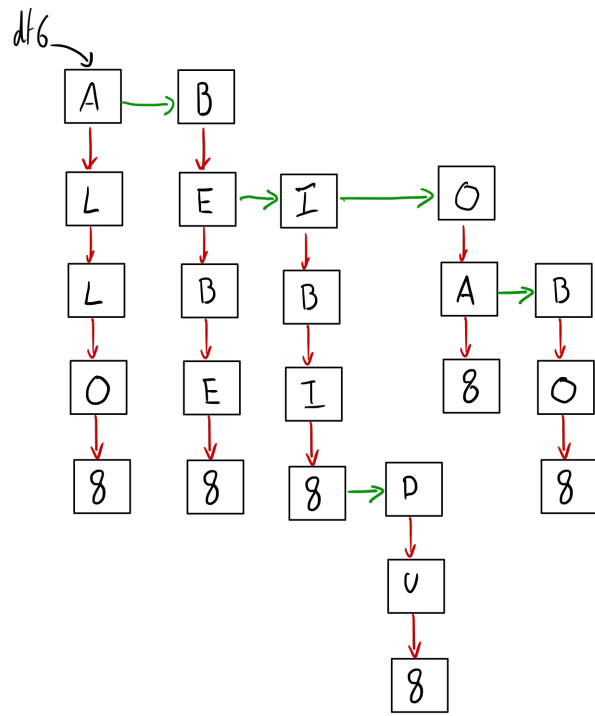 dt6
A B
L E I O
L B B A B
O E I 8 O
8 8 8 D 8
U
8